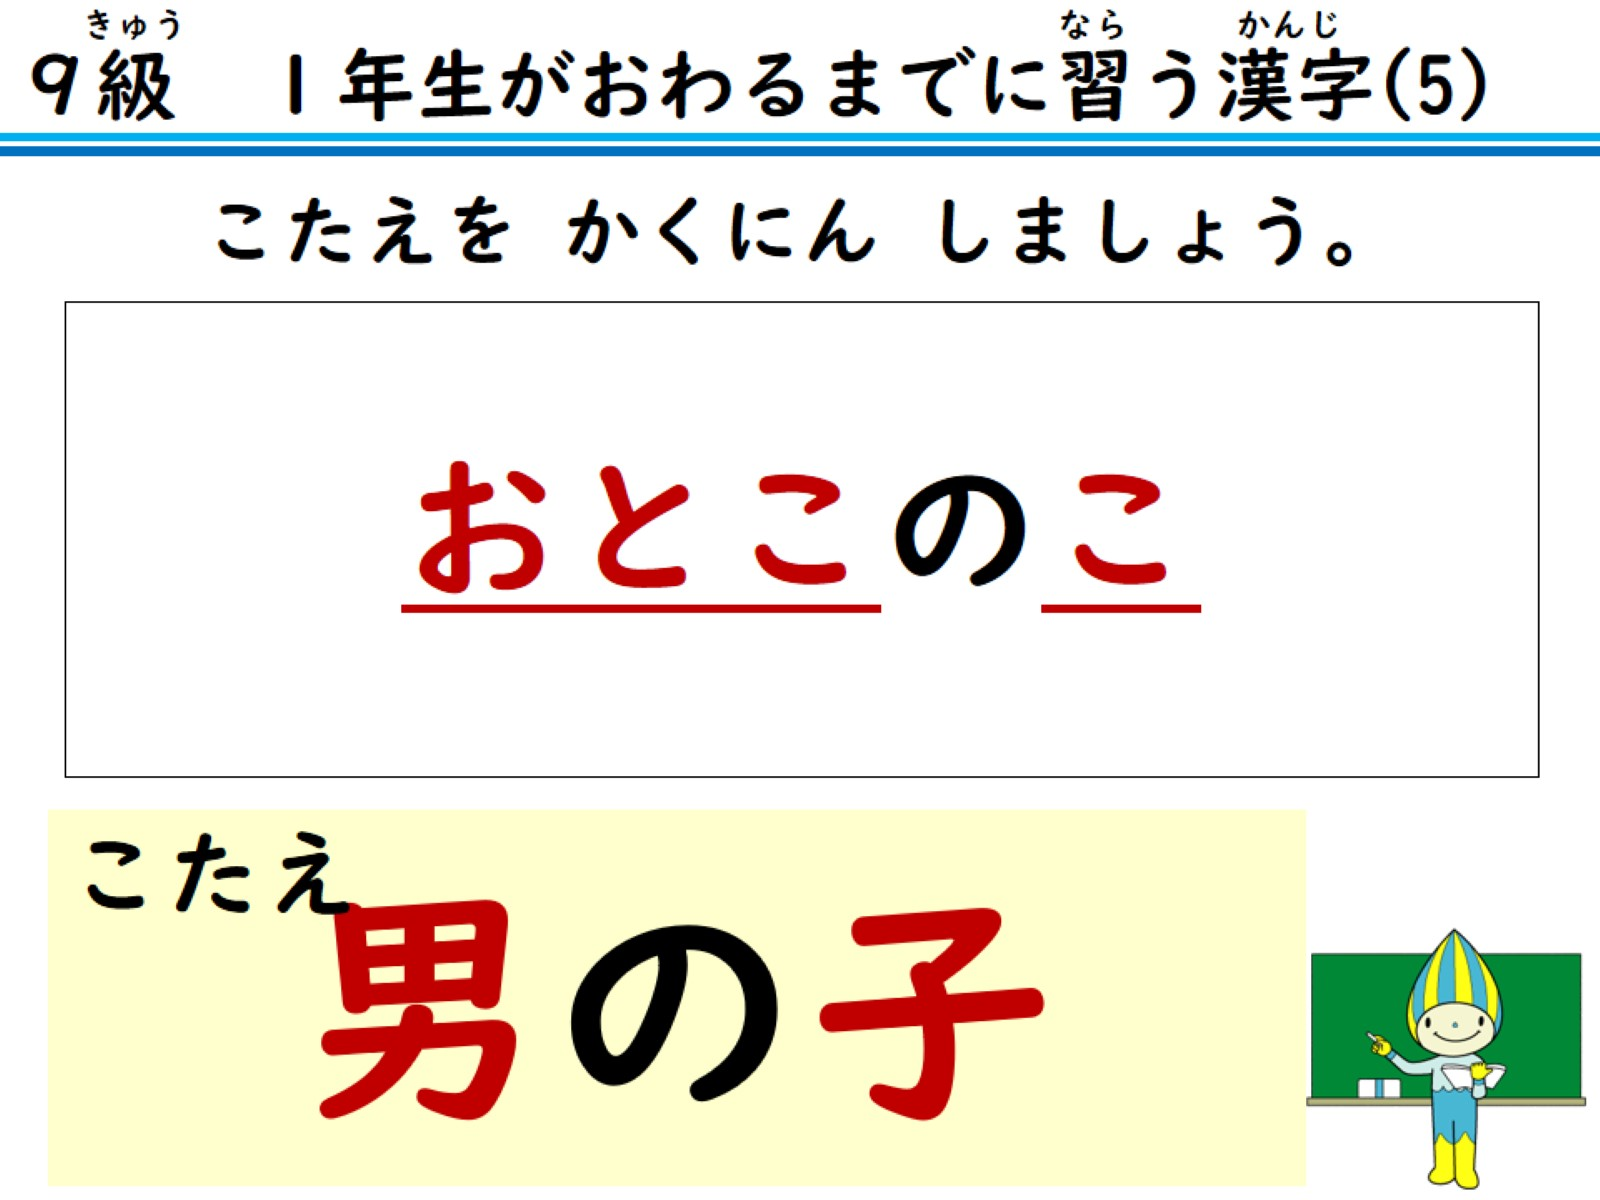 きゅう なら かんじ
9級 1年生がおわるまでに習う漢字(5)
こたえを かくにん しましょう。
おとこのこ
こたえ
男の子